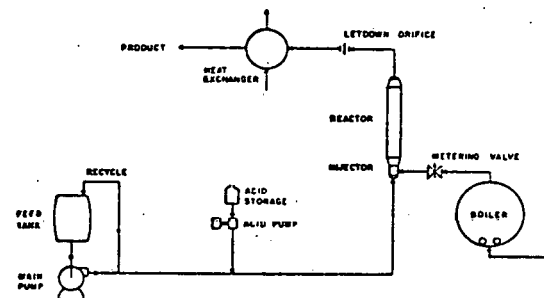 LETDOWN ORIFICE
PRODUCT
HEAT
EXCHANGER
REACTOR
INJECTOR
METERING VALVE
RECYCLE
ACID
STORAGE
FEED
TANK
ACID PUMP
BOILER
MAIN
PUMP